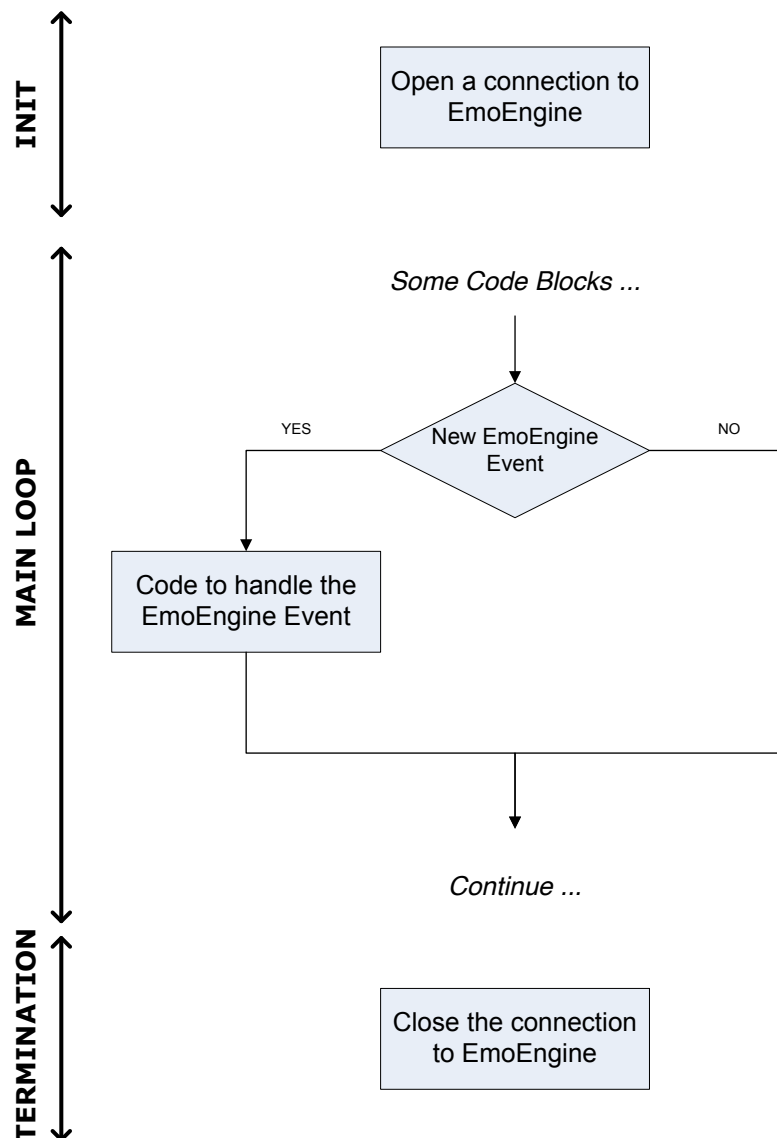 INIT
Open a connection to
EmoEngine
MAIN LOOP
Some Code Blocks ...
YES
New EmoEngine
Event
NO
Code to handle the
EmoEngine Event
Continue ...
TERMINATION
Close the connection
to EmoEngine